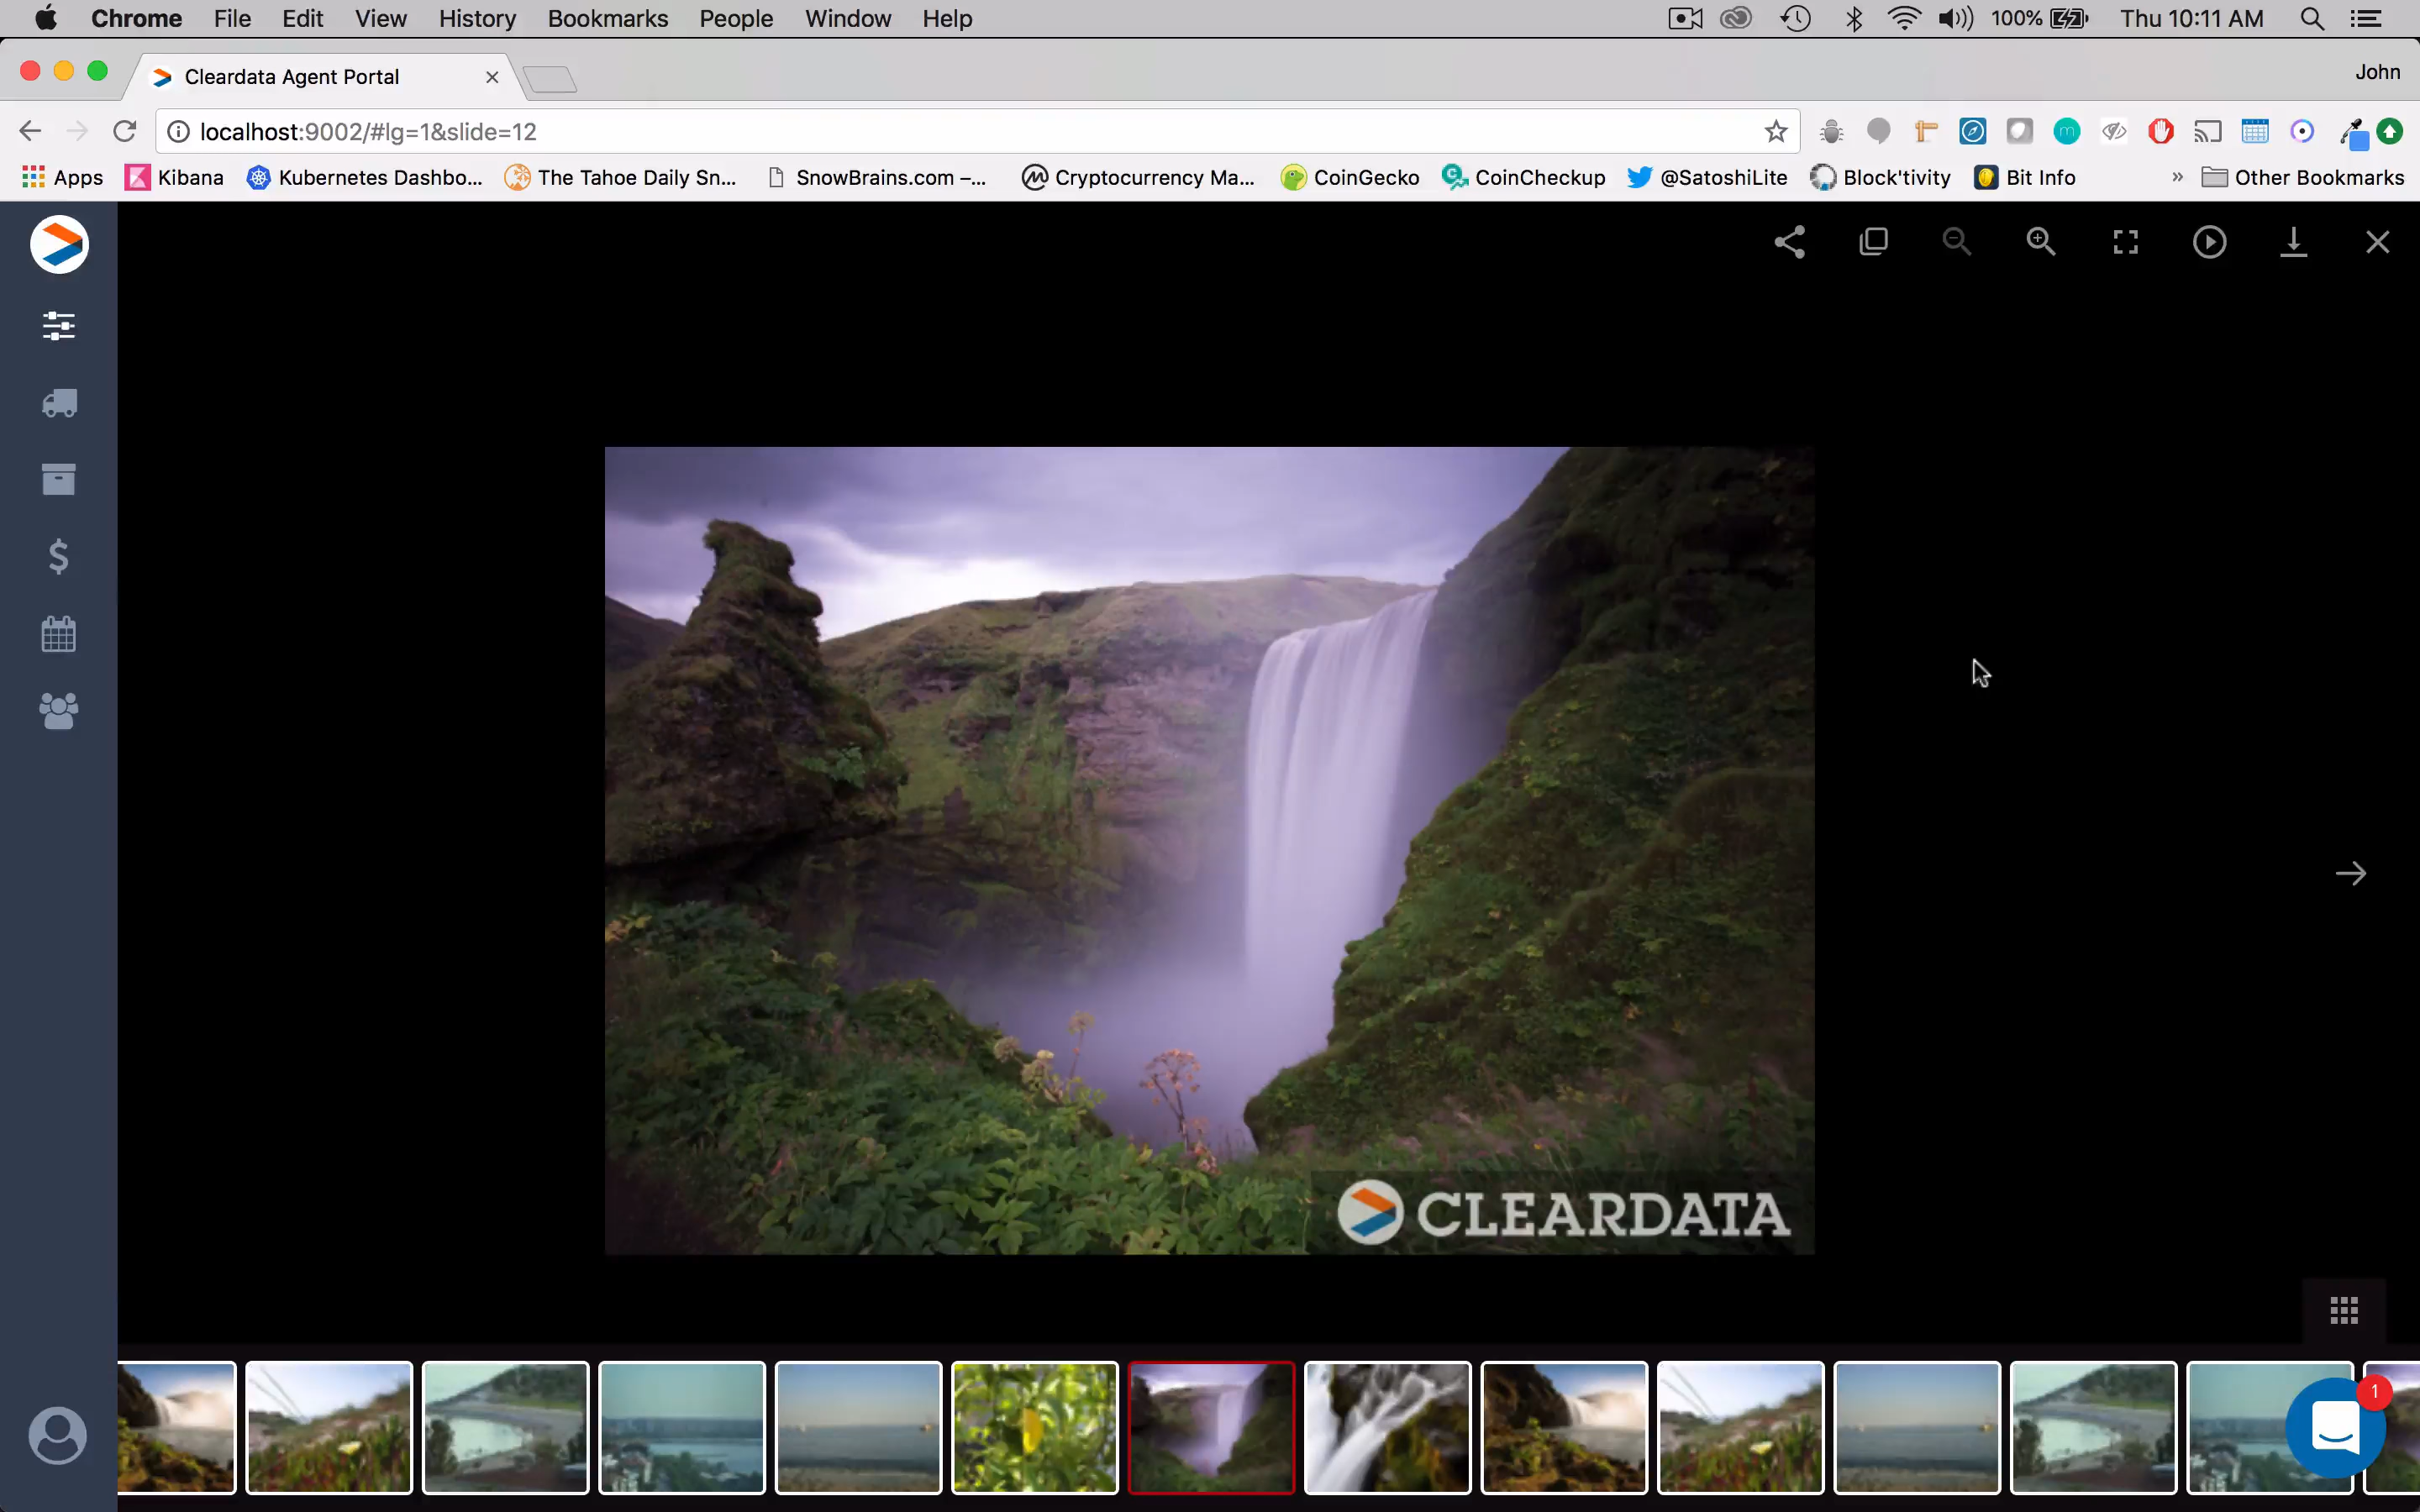 Chrome File Edit View History Bookmarks People Window Help 100% Thu 10:11 AM
Cleardata Agent Portal John
localhost:9002/#lg=1&slide=12
Apps Kibana Kubernetes Dashbo... The Tahoe Daily Sn... SnowBrains.com –... Cryptocurrency Ma... CoinGecko CoinCheckup @SatoshiLite Block'tivity Bit Info » Other Bookmarks
CLEARDATA
1